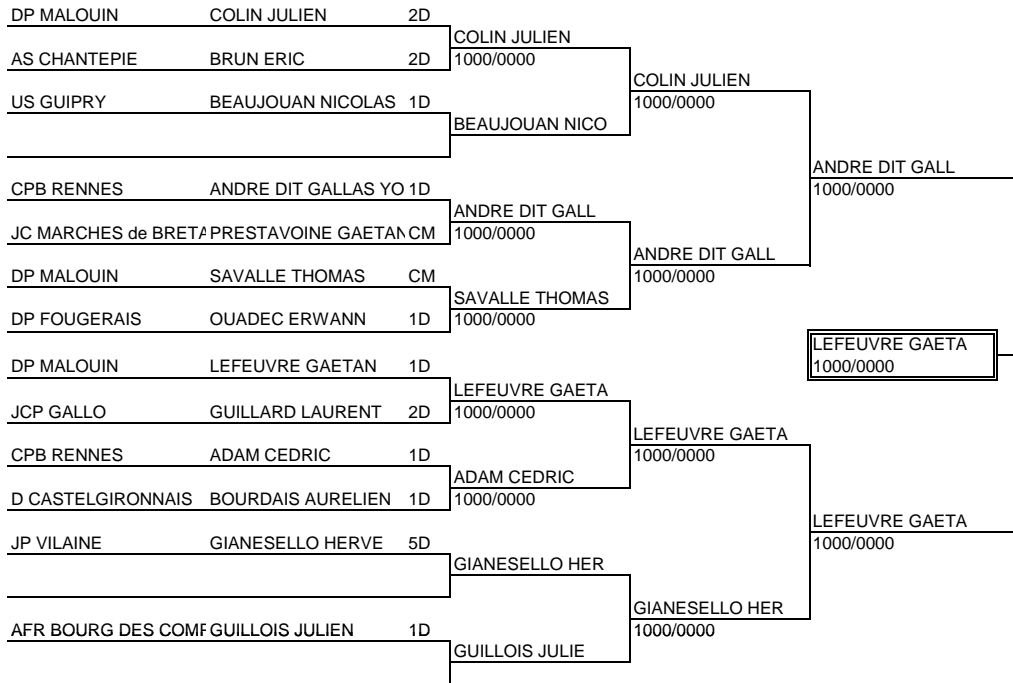 DP MALOUIN COLIN JULIEN 2D
COLIN JULIEN
AS CHANTEPIE BRUN ERIC 2D 1000/0000
COLIN JULIEN
US GUIPRY BEAUJOUAN NICOLAS 1D 1000/0000
BEAUJOUAN NICO
ANDRE DIT GALL
CPB RENNES ANDRE DIT GALLAS YO 1D 1000/0000
ANDRE DIT GALL
JC MARCHES de BRETA PRESTAVOINE GAETAN CM 1000/0000
ANDRE DIT GALL
DP MALOUIN SAVALLE THOMAS CM 1000/0000
SAVALLE THOMAS
DP FOUGERAIS OUADEC ERWANN 1D 1000/0000
LEFEUVRE GAETA
DP MALOUIN LEFEUVRE GAETAN 1D 1000/0000
LEFEUVRE GAETA
JCP GALLO GUILLARD LAURENT 2D 1000/0000
LEFEUVRE GAETA
CPB RENNES ADAM CEDRIC 1D 1000/0000
ADAM CEDRIC
D CASTELGIRONNAIS BOURDAIS AURELIEN 1D 1000/0000
LEFEUVRE GAETA
JP VILAINE GIANESELLO HERVE 5D 1000/0000
GIANESELLO HER
GIANESELLO HER
AFR BOURG DES COMP GUILLOIS JULIEN 1D 1000/0000
GUILLOIS JULIE